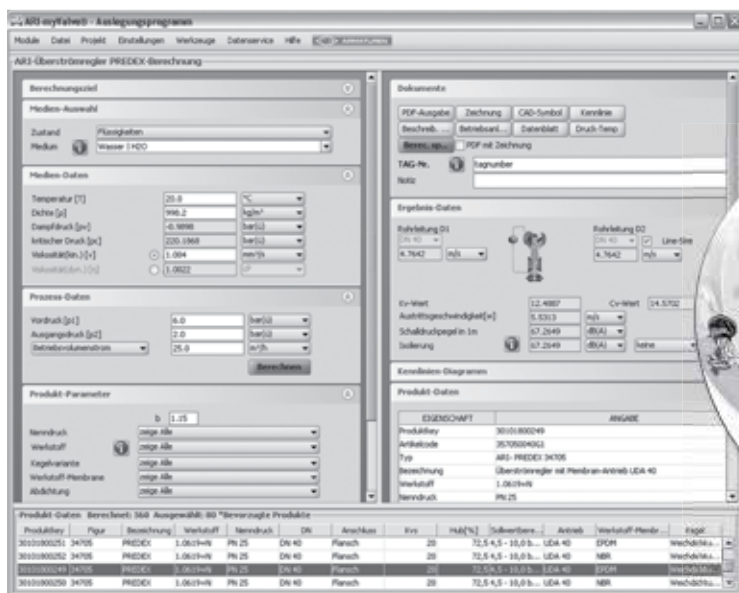 ARI-myValve® - Auslegungsprogramm
Module Datei Projekt Einstellungen Werkzeuge Datenservice Hilfe
ARI-Überströmregler PREDEX-Berechnung
Berechnungsziel
Medien-Auswahl
Zustand Flüssigkeiten
Medium Wasser | H2O
Medien-Daten
Temperatur [T] 20.0 °C
Dichte [ρ] 998.2 kg/m³
Dampfdruck [pv] -0.9898 bar(ü)
kritischer Druck [pc] 220.1868 bar(ü)
Viskosität(kin.) [v] 1.004 mm²/s
Viskosität(dyn.) 1.0022 cP
Prozess-Daten
Vordruck [p1] 6.0 bar(ü)
Ausgangsdruck [p2] 2.0 bar(ü)
Betriebsvolumenstrom 25.0 m³/h
Berechnen
Produkt-Parameter
b 1.15
Nenndruck zeige Alle
Werkstoff zeige Alle
Kegelvariante zeige Alle
Werkstoff-Membrane zeige Alle
Abdichtung zeige Alle
Dokumente
PDF-Ausgabe Zeichnung CAD-Symbol Kennlinie
Beschreib. ... Betriebsanl... Datenblatt Druck-Temp
Berec. op... PDF mit Zeichnung
TAG-Nr. tagnumber
Notiz
Ergebnis-Daten
Rohrleitung D1 Rohrleitung D2
DN 40 DN 40 Line-Size
4.7642 m/s 4.7642 m/s
Kv-Wert 12.4887 Cv-Wert 14.5702
Austrittsgeschwindigkeit[m] 5.5313 m/s
Schalldruckpegel in 1m 67.2649 dB(A)
Isolierung 67.2649 dB(A) keine
Kennlinien-Diagramm
Produkt-Daten
EIGENSCHAFT ANGABE
Produktkey 30101800249
Artikelcode
Typ ARI- PREDEX 34705
Bezeichnung Überströmregler mit Membran-Antrieb UDA 40
Werkstoff 1.0619+N
Nenndruck PN 25
Produkt-Daten Berechnet: 360 Ausgewählt: 80 *Bevorzugte Produkte
Produktkey Figur Bezeichnung Werkstoff Nenndruck DN Anschluss Kvs Hub[%] Sollwertbere... Antrieb Werkstoff-Membr... Kegel
30101800251 34705 PREDEX 1.0619+N PN 25 DN 40 Flansch 20 72,5 4,5 - 10,0 b... UDA 40 EPDM Weichdichtu...
30101800252 34705 PREDEX 1.0619+N PN 25 DN 40 Flansch 20 72,5 4,5 - 10,0 b... UDA 40 NBR Weichdichtu...
30101800249 34705 PREDEX 1.0619+N PN 25 DN 40 Flansch 20 72,5 4,5 - 10,0 b... UDA 40 EPDM Weichdichtu...
30101800250 34705 PREDEX 1.0619+N PN 25 DN 40 Flansch 20 72,5 4,5 - 10,0 b... UDA 40 NBR Weichdichtu...